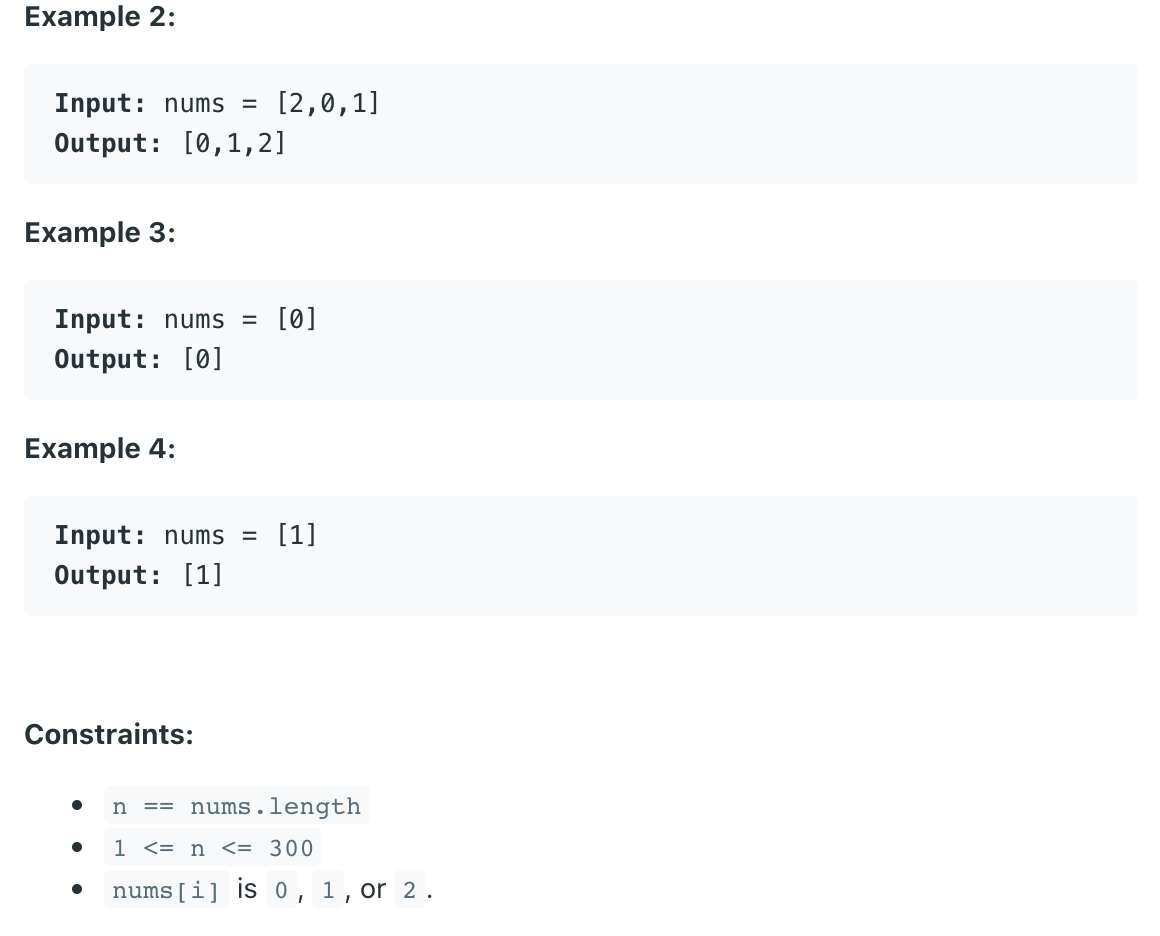 Example 2:
Input: nums = [2,0,1]
Output: [0,1,2]
Example 3:
Input: nums = [0]
Output: [0]
Example 4:
Input: nums = [1]
Output: [1]
Constraints:
• n == nums.length
• 1 <= n <= 300
• nums[i] is 0, 1, or 2.